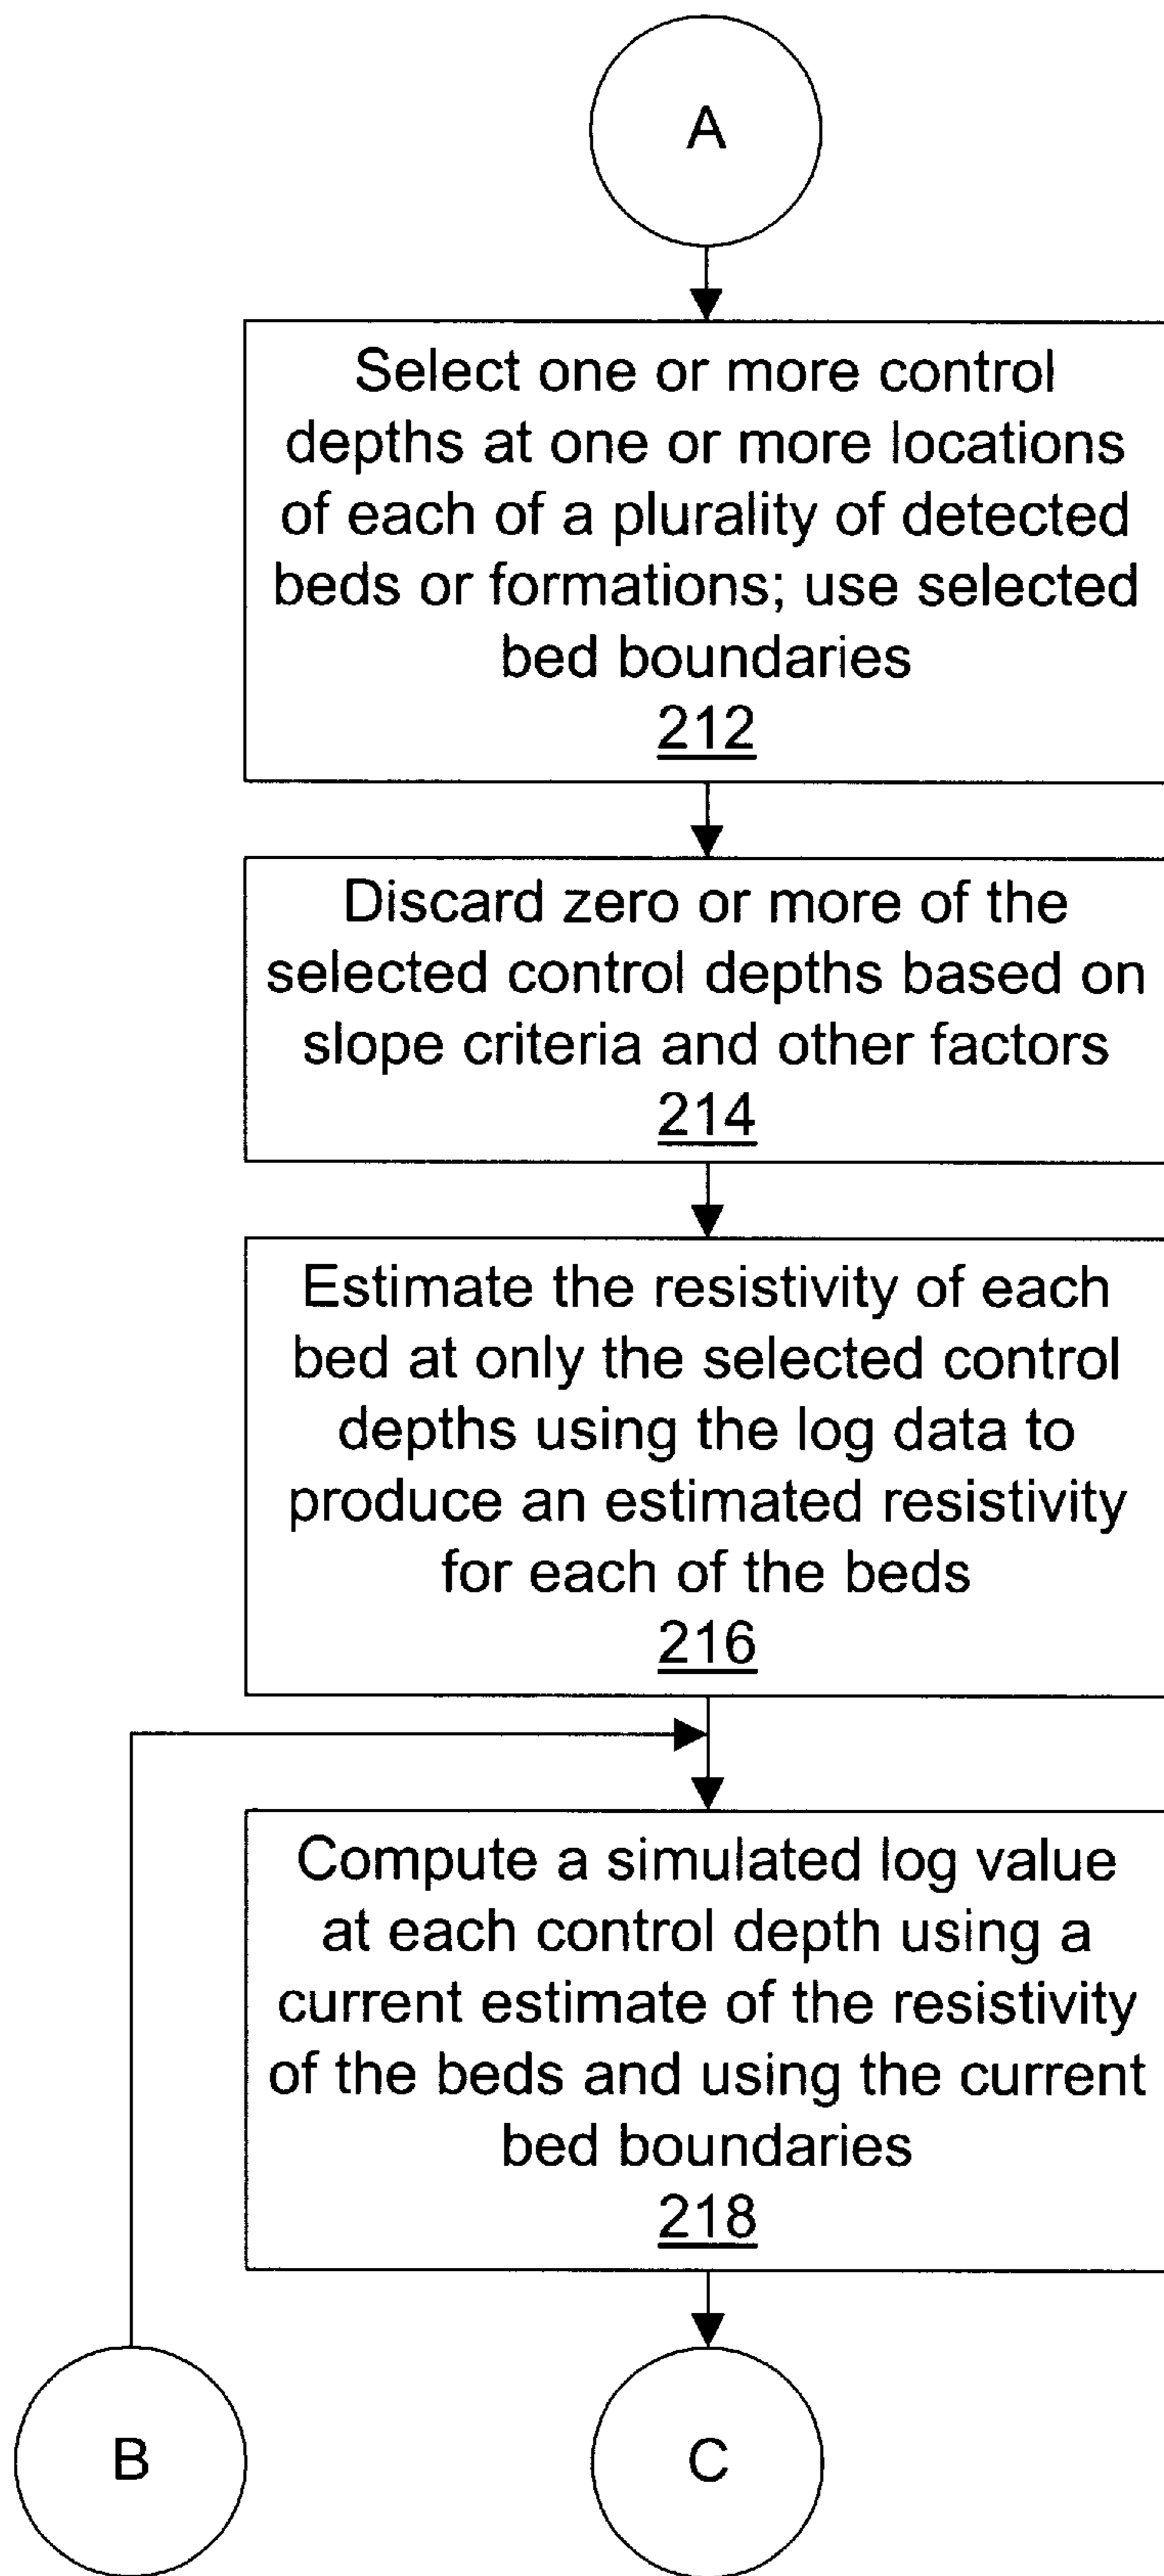 A
Select one or more control
depths at one or more locations
of each of a plurality of detected
beds or formations; use selected
bed boundaries
212
Discard zero or more of the
selected control depths based on
slope criteria and other factors
214
Estimate the resistivity of each
bed at only the selected control
depths using the log data to
produce an estimated resistivity
for each of the beds
216
Compute a simulated log value
at each control depth using a
current estimate of the resistivity
of the beds and using the current
bed boundaries
218
B
C